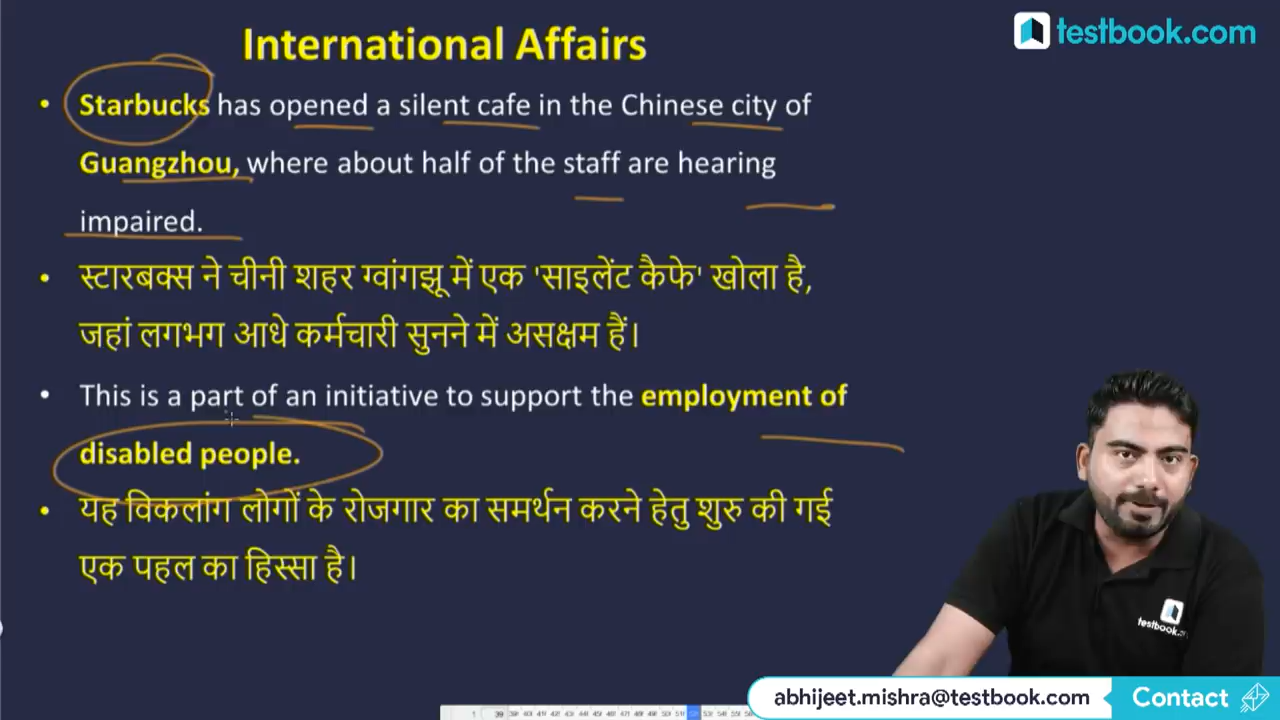 International Affairs
testbook.com
• Starbucks has opened a silent cafe in the Chinese city of
Guangzhou, where about half of the staff are hearing
impaired.
• स्टारबक्स ने चीनी शहर ग्वांगझू में एक 'साइलेंट कैफे' खोला है,
जहां लगभग आधे कर्मचारी सुनने में असक्षम हैं।
• This is a part of an initiative to support the employment of
disabled people.
• यह विकलांग लोगों के रोजगार का समर्थन करने हेतु शुरु की गई
एक पहल का हिस्सा है।
abhijeet.mishra@testbook.com
Contact